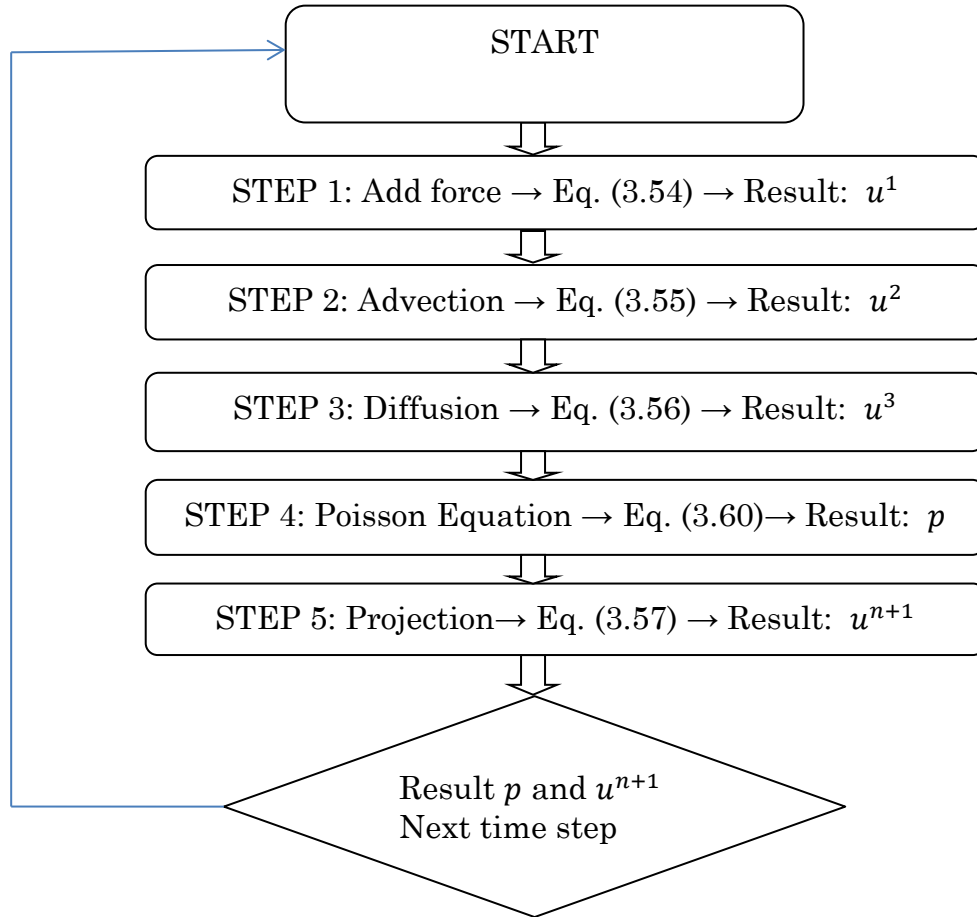 START
STEP 1: Add force → Eq. (3.54) → Result: u¹
STEP 2: Advection → Eq. (3.55) → Result: u²
STEP 3: Diffusion → Eq. (3.56) → Result: u³
STEP 4: Poisson Equation → Eq. (3.60)→ Result: p
STEP 5: Projection→ Eq. (3.57) → Result: uⁿ⁺¹
Result p and uⁿ⁺¹
Next time step